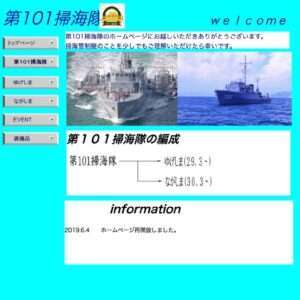 第101掃海隊
welcome
第101掃海隊のホームページにお越しいただきありがとうございます。
掃海管制艇のことを少しでもご理解いただけたら幸いです。
トップページ
第101掃海隊
ゆげしま
ながしま
EVENT
装備品
第101掃海隊の編成
第101掃海隊
ゆげしま(29.3~)
ながしま(30.3~)
information
2019.6.4 ホームページ再開設しました。